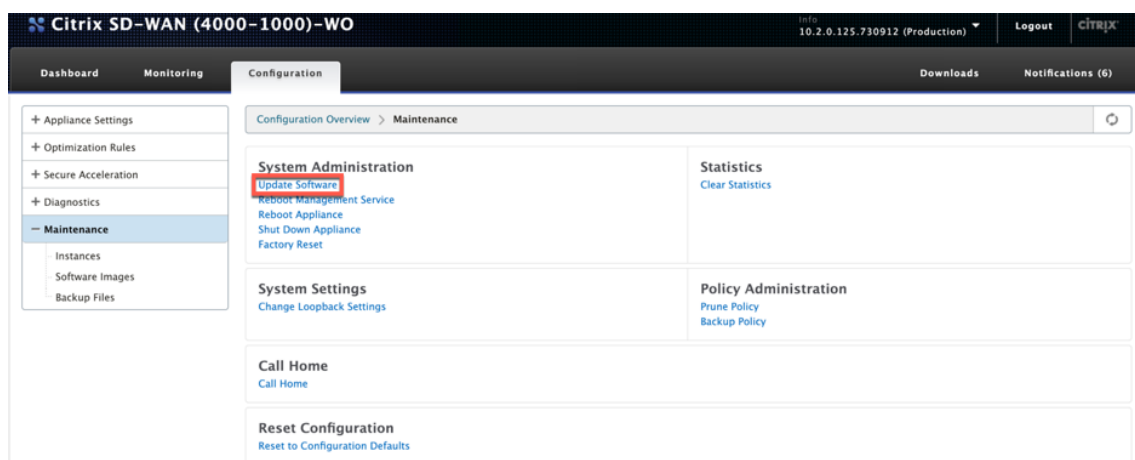 Citrix SD-WAN (4000-1000)-WO
Info
10.2.0.125.730912 (Production)
Logout
CİTRIX
Dashboard
Monitoring
Configuration
Downloads
Notifications (6)
+ Appliance Settings
+ Optimization Rules
+ Secure Acceleration
+ Diagnostics
− Maintenance
Instances
Software Images
Backup Files
Configuration Overview > Maintenance
System Administration
Update Software
Reboot Management Service
Reboot Appliance
Shut Down Appliance
Factory Reset
Statistics
Clear Statistics
System Settings
Change Loopback Settings
Policy Administration
Prune Policy
Backup Policy
Call Home
Call Home
Reset Configuration
Reset to Configuration Defaults